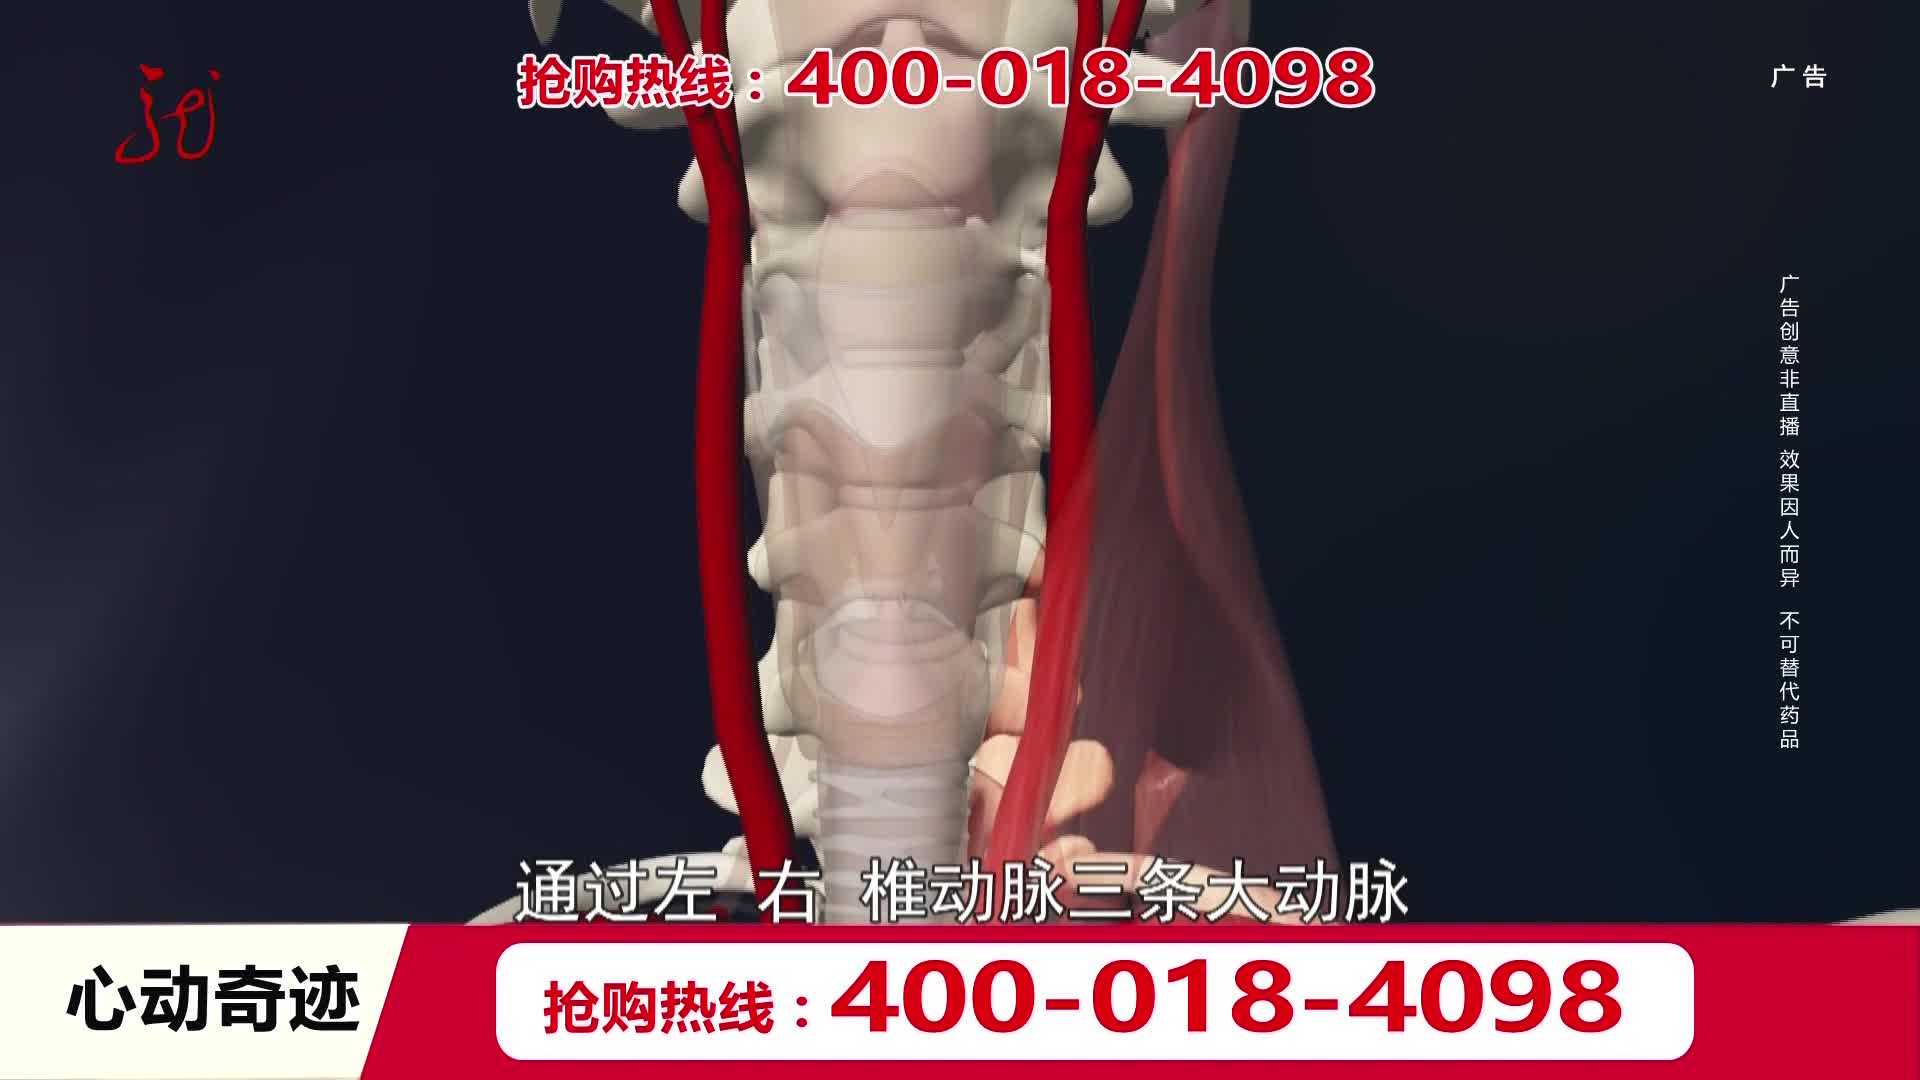 抢购热线：400-018-4098
广告
广告创意非直播 效果因人而异 不可替代药品
通过左 右 椎动脉三条大动脉
心动奇迹
抢购热线：400-018-4098